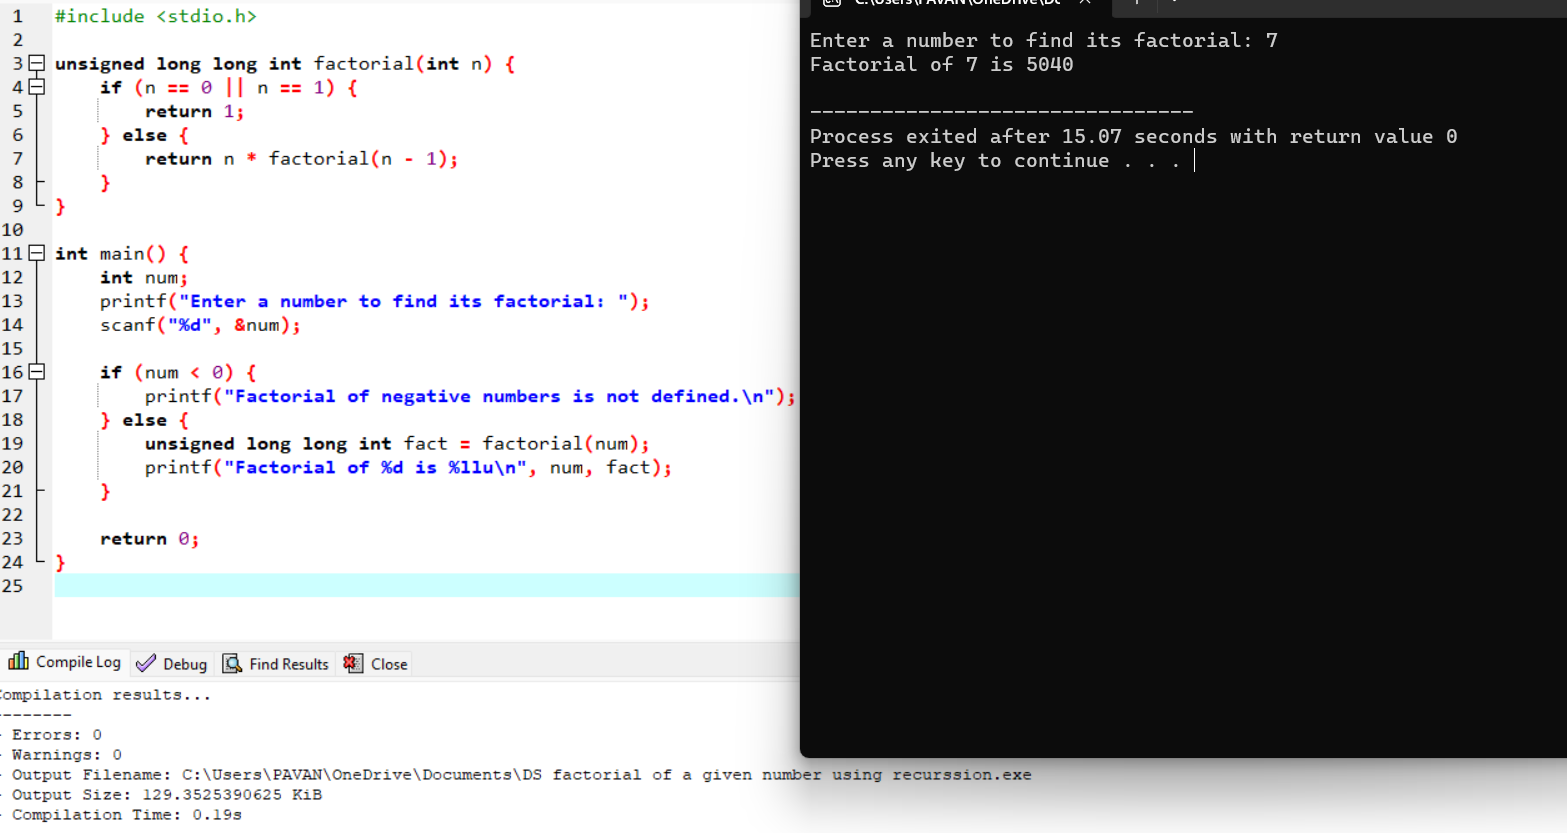 1 #include <stdio.h>
2
3 unsigned long long int factorial(int n) {
4     if (n == 0 || n == 1) {
5         return 1;
6     } else {
7         return n * factorial(n - 1);
8     }
9 }
10
11 int main() {
12     int num;
13     printf("Enter a number to find its factorial: ");
14     scanf("%d", &num);
15
16     if (num < 0) {
17         printf("Factorial of negative numbers is not defined.\n");
18     } else {
19         unsigned long long int fact = factorial(num);
20         printf("Factorial of %d is %llu\n", num, fact);
21     }
22
23     return 0;
24 }
25
C:\Users\PAVAN\OneDrive\Do
Enter a number to find its factorial: 7
Factorial of 7 is 5040
--------------------------------
Process exited after 15.07 seconds with return value 0
Press any key to continue . . .
Compile Log Debug Find Results Close
Compilation results...
--------
- Errors: 0
- Warnings: 0
- Output Filename: C:\Users\PAVAN\OneDrive\Documents\DS factorial of a given number using recurssion.exe
- Output Size: 129.3525390625 KiB
- Compilation Time: 0.19s